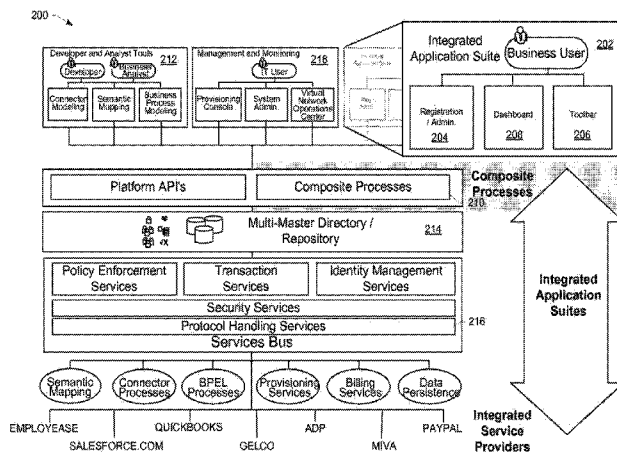 200
Developer and Analyst Tools
212
Developer
Business
Analyst
Connector
Modeling
Semantic
Mapping
Business
Process
Modeling
Management and Monitoring
218
IT User
Provisioning
Console
System
Admin.
Virtual
Network
Operations
Center
Integrated
Application Suite
Business User
202
Registration
/ Admin.
204
Dashboard
208
Toolbar
206
Platform API's
Composite Processes
Composite
Processes
210
Multi-Master Directory /
Repository
214
Policy Enforcement
Services
Transaction
Services
Identity Management
Services
Security Services
Protocol Handling Services
Services Bus
216
Integrated
Application
Suites
Semantic
Mapping
Connector
Processes
BPEL
Processes
Provisioning
Services
Billing
Services
Data
Persistence
EMPLOYEASE
QUICKBOOKS
ADP
PAYPAL
SALESFORCE.COM
GELCO
MIVA
Integrated
Service
Providers